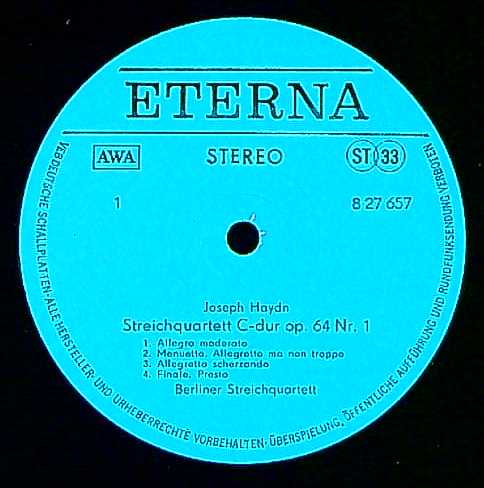 ETERNA
AWA STEREO ST 33
1 8 27 657
Joseph Haydn
Streichquartett C-dur op. 64 Nr. 1
1. Allegro moderato
2. Menuetto. Allegretto ma non troppo
3. Allegretto scherzando
4. Finale. Presto
Berliner Streichquartett
VEB DEUTSCHE SCHALLPLATTEN · ALLE HERSTELLER- UND URHEBERRECHTE VORBEHALTEN · ÜBERSPIELUNG, ÖFFENTLICHE AUFFÜHRUNG UND RUNDFUNKSENDUNG VERBOTEN